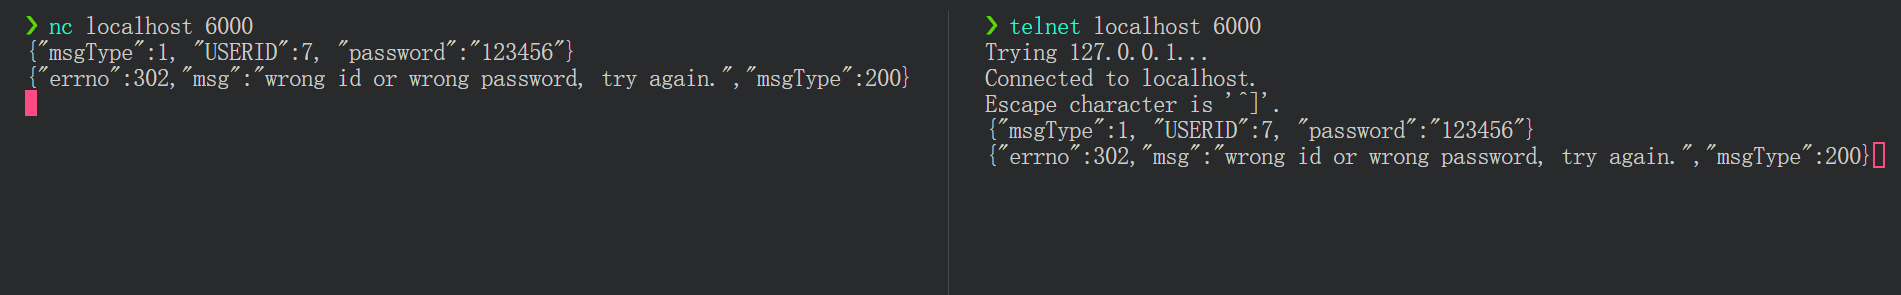 ❯ nc localhost 6000
{"msgType":1, "USERID":7, "password":"123456"}
{"errno":302,"msg":"wrong id or wrong password, try again.","msgType":200}
❯ telnet localhost 6000
Trying 127.0.0.1...
Connected to localhost.
Escape character is '^]'.
{"msgType":1, "USERID":7, "password":"123456"}
{"errno":302,"msg":"wrong id or wrong password, try again.","msgType":200}